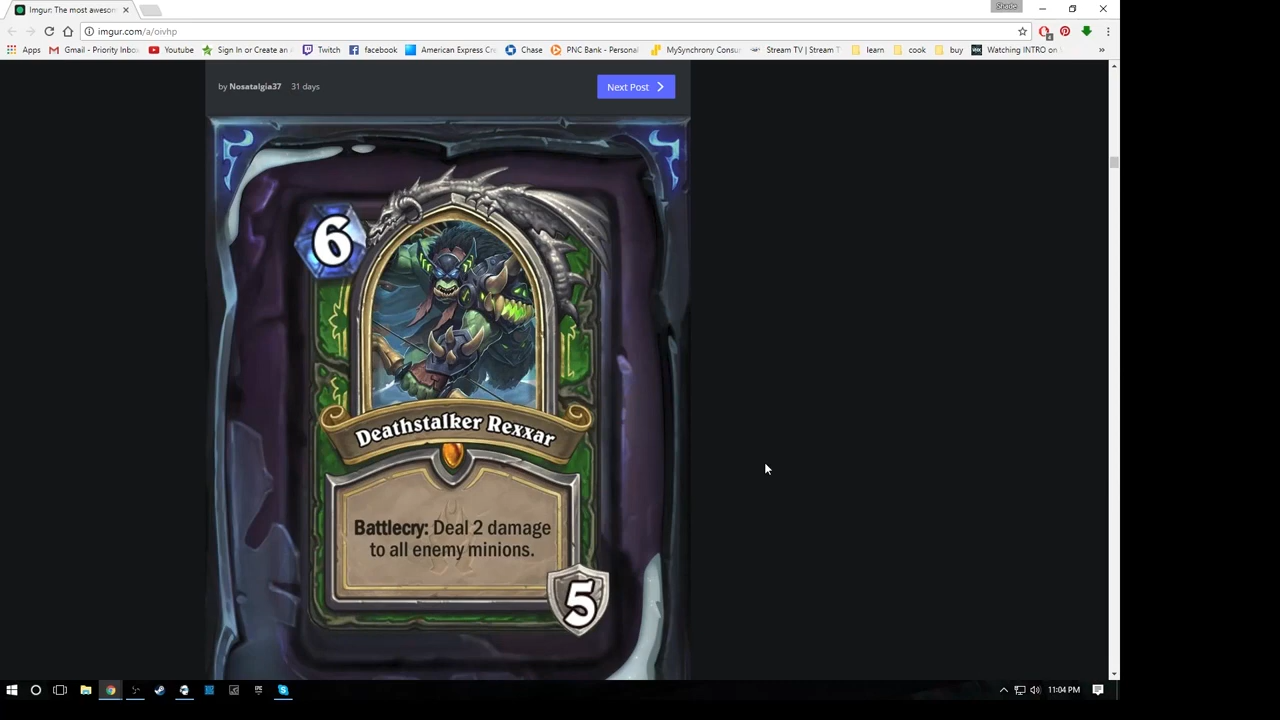 Imgur: The most awesom
Shade
imgur.com/a/oivhp
Apps
Gmail - Priority Inbo
Youtube
Sign In or Create an A
Twitch
facebook
American Express Cre
Chase
PNC Bank - Personal
MySynchrony Consu
Stream TV | Stream T
learn
cook
buy
Watching INTRO on
»
by Nosatalgia37 31 days
Next Post
6
Deathstalker Rexxar
Battlecry: Deal 2 damage
to all enemy minions.
5
11:04 PM